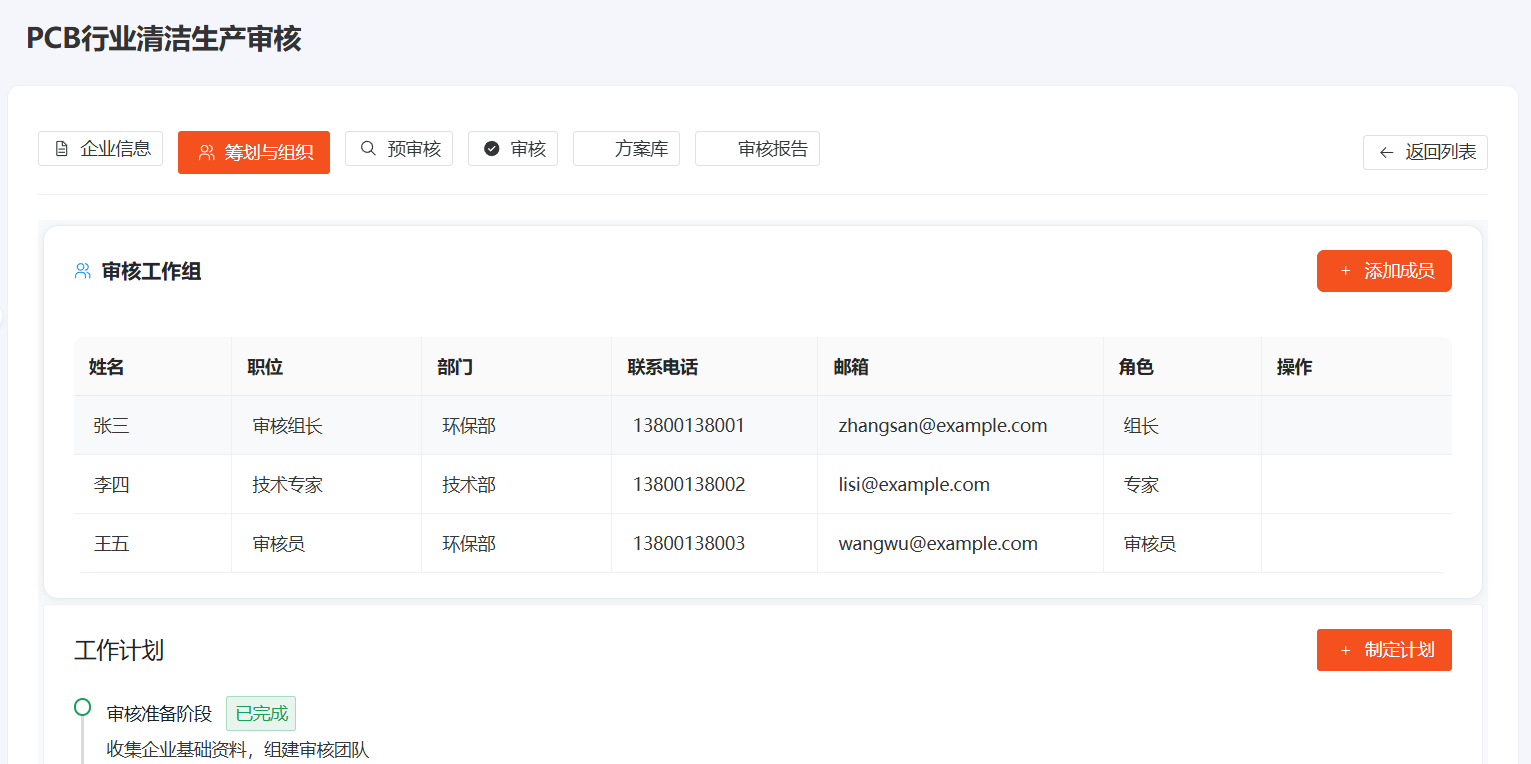 PCB行业清洁生产审核
企业信息 筹划与组织 预审核 审核 方案库 审核报告 返回列表
审核工作组 + 添加成员
姓名 职位 部门 联系电话 邮箱 角色 操作
张三 审核组长 环保部 13800138001 zhangsan@example.com 组长
李四 技术专家 技术部 13800138002 lisi@example.com 专家
王五 审核员 环保部 13800138003 wangwu@example.com 审核员
工作计划 + 制定计划
审核准备阶段 已完成
收集企业基础资料，组建审核团队